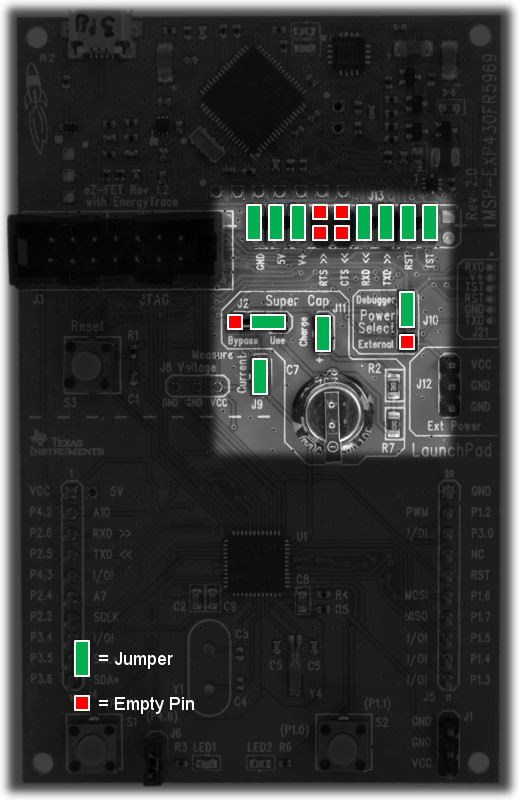 A2
MSP-EXP430FR5969
Rev. 2.0
eZ-FET Rev 1.2
with EnergyTrace
J13
GND
5V
V+
RTS >>
CTS <<
RXD <<
TXD >>
RST
TST
J3
JTAG
RXD
V+
TST
RST
GND
TXD
J21
J2
Super Cap
J11
Bypass
Use
Charge
+
Debugger
Power
Select
External
J10
Reset
R1
C1
S3
Measure
J8 Voltage
GND
GND
VCC
Current
J9
C7
R2
R7
J12
VCC
GND
GND
Ext Power
TEXAS
INSTRUMENTS
LaunchPad
1
VCC
5V
P4.2
A10
P2.6
RXD >>
P2.5
TXD <<
P4.3
I/O!
P2.4
A7
P2.2
SCLK
P3.4
I/O!
P3.5
P3.6
SDA*
20
GND
PWM
P1.2
I/O!
P3.0
NC
RST
MOSI
P1.6
MISO
P1.7
I/O!
P1.5
I/O!
P1.4
I/O!
P1.3
J5
11
U1
C2
C9
C8
R4
R5
C3
C5
C5
Y1
C4
Y4
= Jumper
= Empty Pin
S1
(P4.6)
J6
R3
LED1
LED2
R6
(P1.0)
(P1.1)
S2
GND
J1
GND
VCC